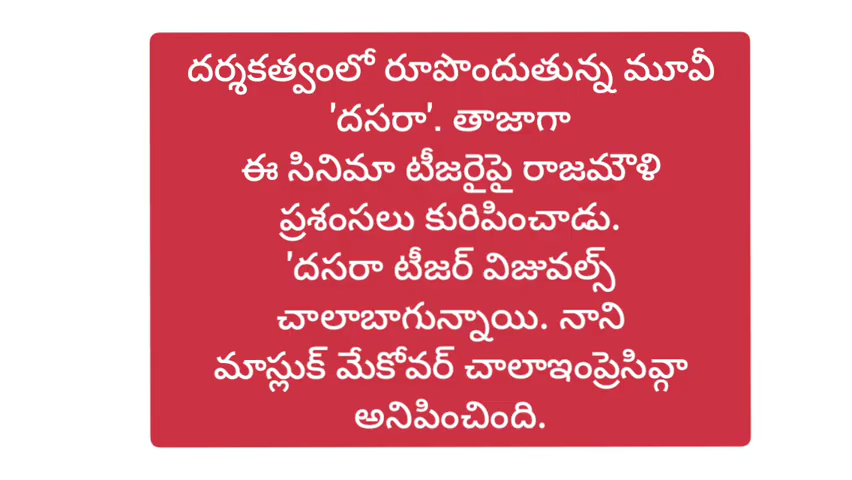 దర్శకత్వంలో రూపొందుతున్న మూవీ
'దసరా'. తాజాగా
ఈ సినిమా టీజరైపై రాజమౌళి
ప్రశంసలు కురిపించాడు.
'దసరా టీజర్ విజువల్స్
చాలాబాగున్నాయి. నాని
మాస్లుక్ మేకోవర్ చాలాఇంప్రెసివ్గా
అనిపించింది.